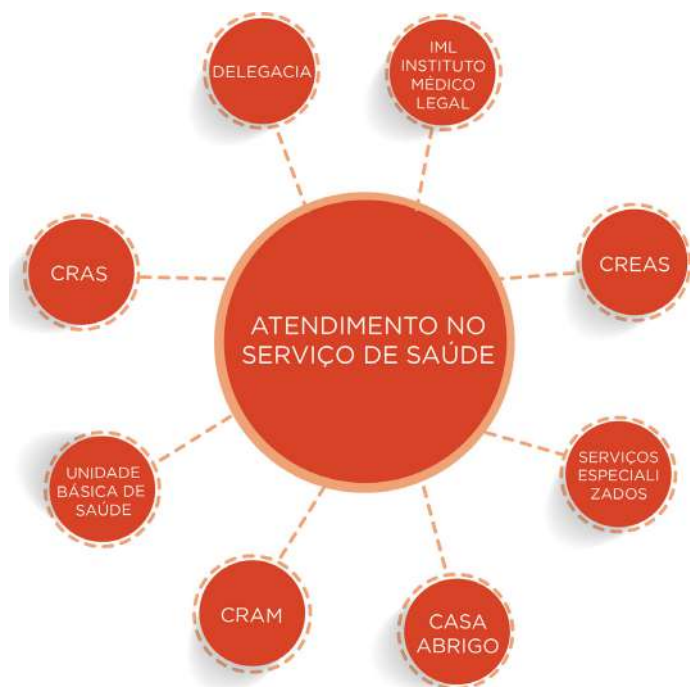 DELEGACIA
IML
INSTITUTO
MÉDICO
LEGAL
CRAS
CREAS
ATENDIMENTO NO
SERVIÇO DE SAÚDE
UNIDADE
BÁSICA DE
SAÚDE
SERVIÇOS
ESPECIALI
ZADOS
CRAM
CASA
ABRIGO